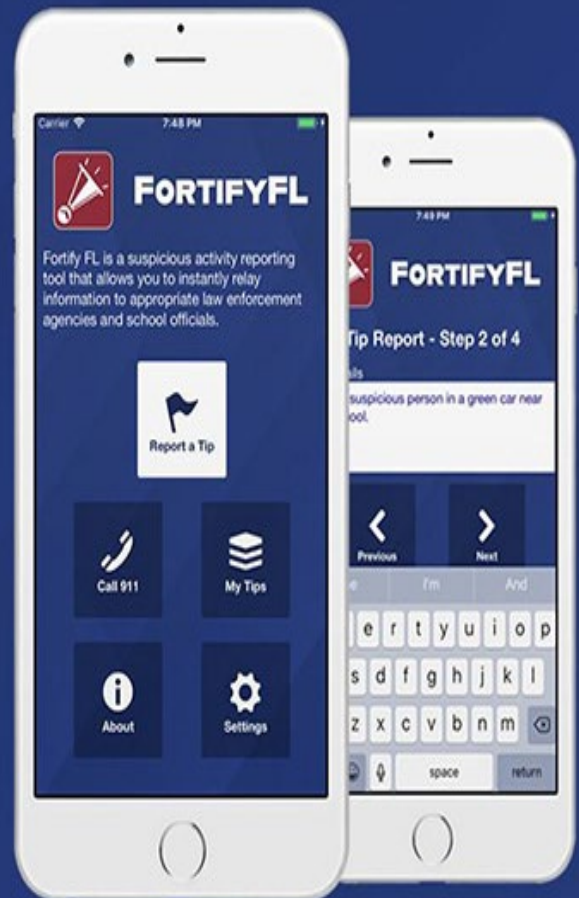 Carrier 7:48 PM
FORTIFYFL
Fortify FL is a suspicious activity reporting
tool that allows you to instantly relay
information to appropriate law enforcement
agencies and school officials.
Report a Tip
Call 911 My Tips
About Settings
7:49 PM
FORTIFYFL
Tip Report - Step 2 of 4
suspicious person in a green car near
Previous Next
I'm And
e r t y u i o p
s d f g h j k l
z x c v b n m
space return